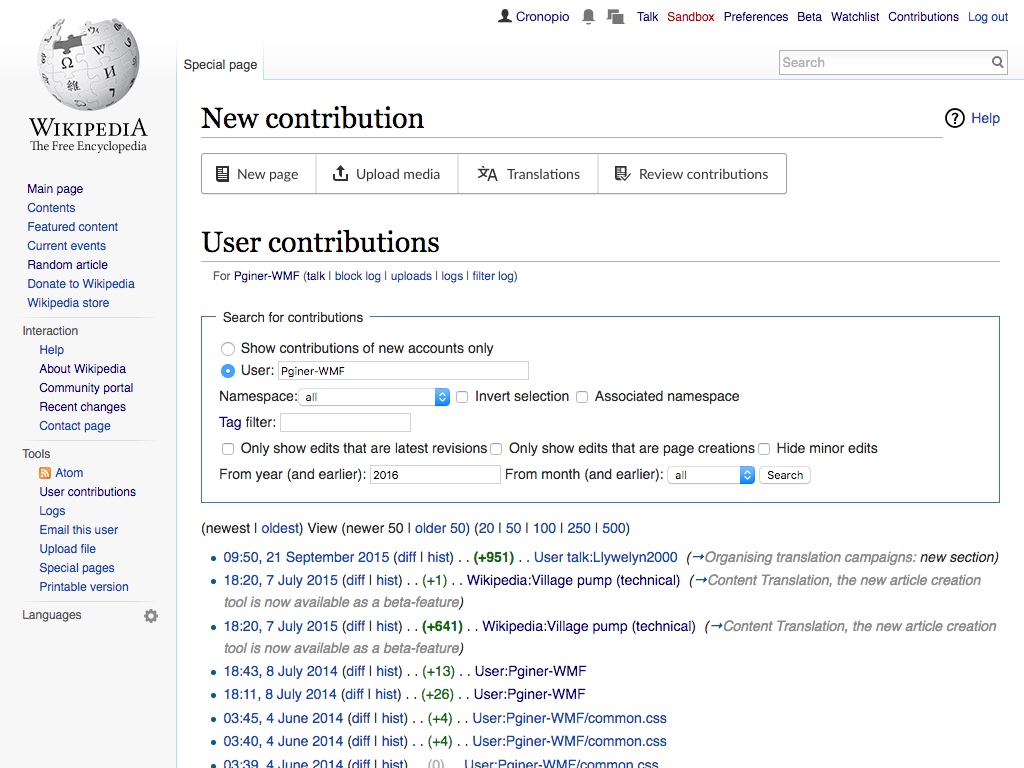 Cronopio Talk Sandbox Preferences Beta Watchlist Contributions Log out
Special page
Search
WIKIPEDIA
The Free Encyclopedia
Main page
Contents
Featured content
Current events
Random article
Donate to Wikipedia
Wikipedia store
Interaction
Help
About Wikipedia
Community portal
Recent changes
Contact page
Tools
Atom
User contributions
Logs
Email this user
Upload file
Special pages
Printable version
Languages
New contribution
Help
New page Upload media Translations Review contributions
User contributions
For Pginer-WMF (talk | block log | uploads | logs | filter log)
Search for contributions
Show contributions of new accounts only
User: Pginer-WMF
Namespace: all Invert selection Associated namespace
Tag filter:
Only show edits that are latest revisions Only show edits that are page creations Hide minor edits
From year (and earlier): 2016 From month (and earlier): all Search
(newest | oldest) View (newer 50 | older 50) (20 | 50 | 100 | 250 | 500)
• 09:50, 21 September 2015 (diff | hist) . . (+951) . . User talk:Llywelyn2000 (→Organising translation campaigns: new section)
• 18:20, 7 July 2015 (diff | hist) . . (+1) . . Wikipedia:Village pump (technical) (→Content Translation, the new article creation
tool is now available as a beta-feature)
• 18:20, 7 July 2015 (diff | hist) . . (+641) . . Wikipedia:Village pump (technical) (→Content Translation, the new article creation
tool is now available as a beta-feature)
• 18:43, 8 July 2014 (diff | hist) . . (+13) . . User:Pginer-WMF
• 18:11, 8 July 2014 (diff | hist) . . (+26) . . User:Pginer-WMF
• 03:45, 4 June 2014 (diff | hist) . . (+4) . . User:Pginer-WMF/common.css
• 03:40, 4 June 2014 (diff | hist) . . (+4) . . User:Pginer-WMF/common.css
• 03:39, 4 June 2014 (diff | hist) . . (0) . . User:Pginer-WMF/common.css